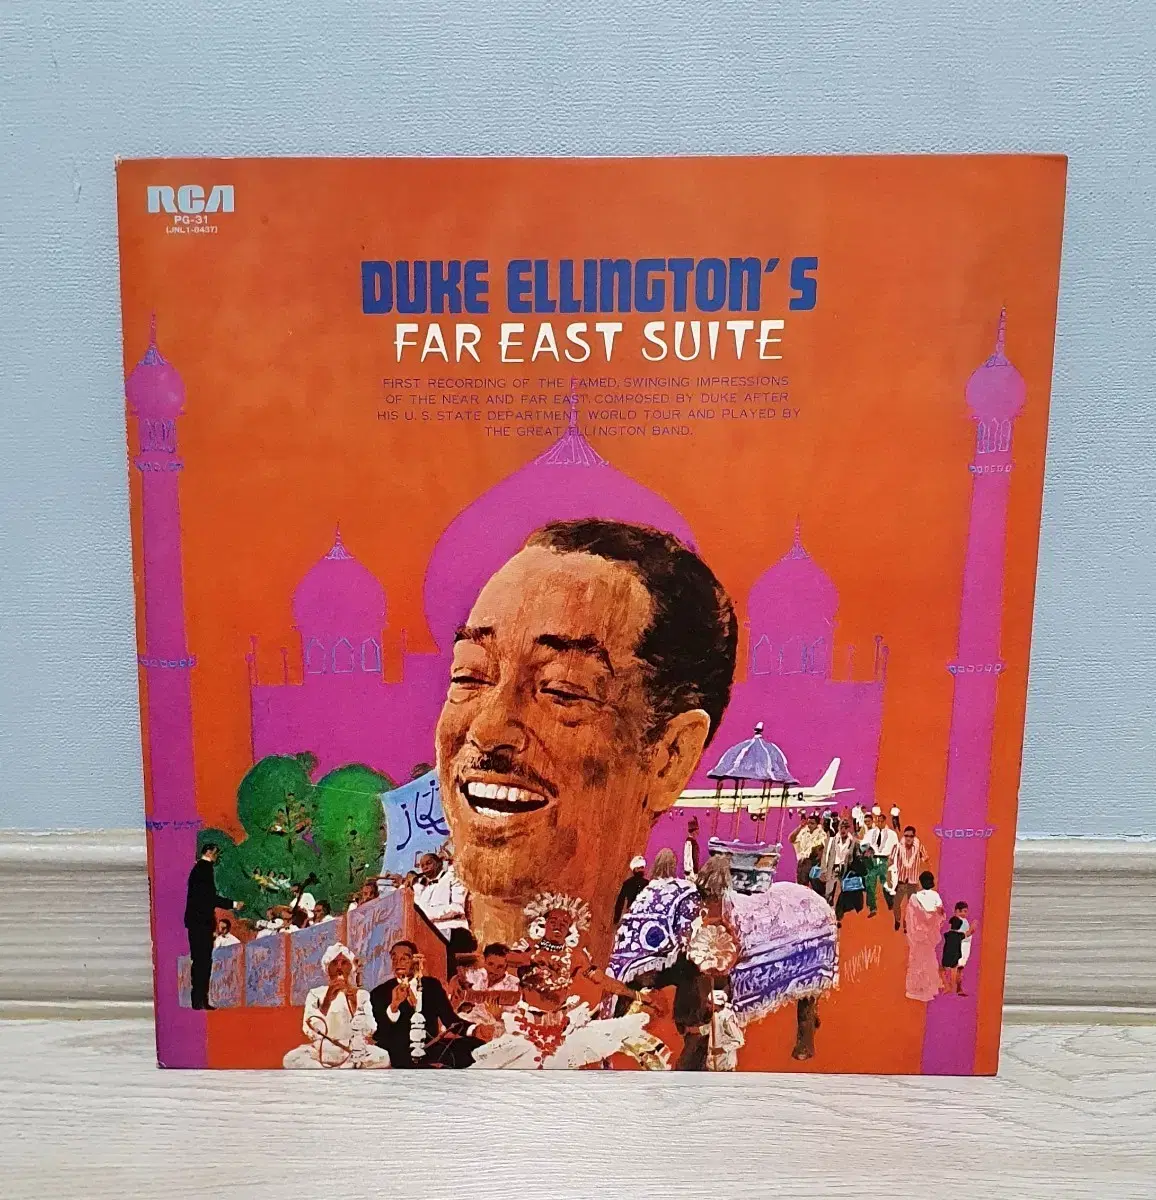 RCA
PG-31
(JNL1-8437)
DUKE ELLINGTON'S
FAR EAST SUITE
FIRST RECORDING OF THE FAMED, SWINGING IMPRESSIONS
OF THE NEAR AND FAR EAST, COMPOSED BY DUKE AFTER
HIS U.S. STATE DEPARTMENT WORLD TOUR AND PLAYED BY
THE GREAT ELLINGTON BAND.